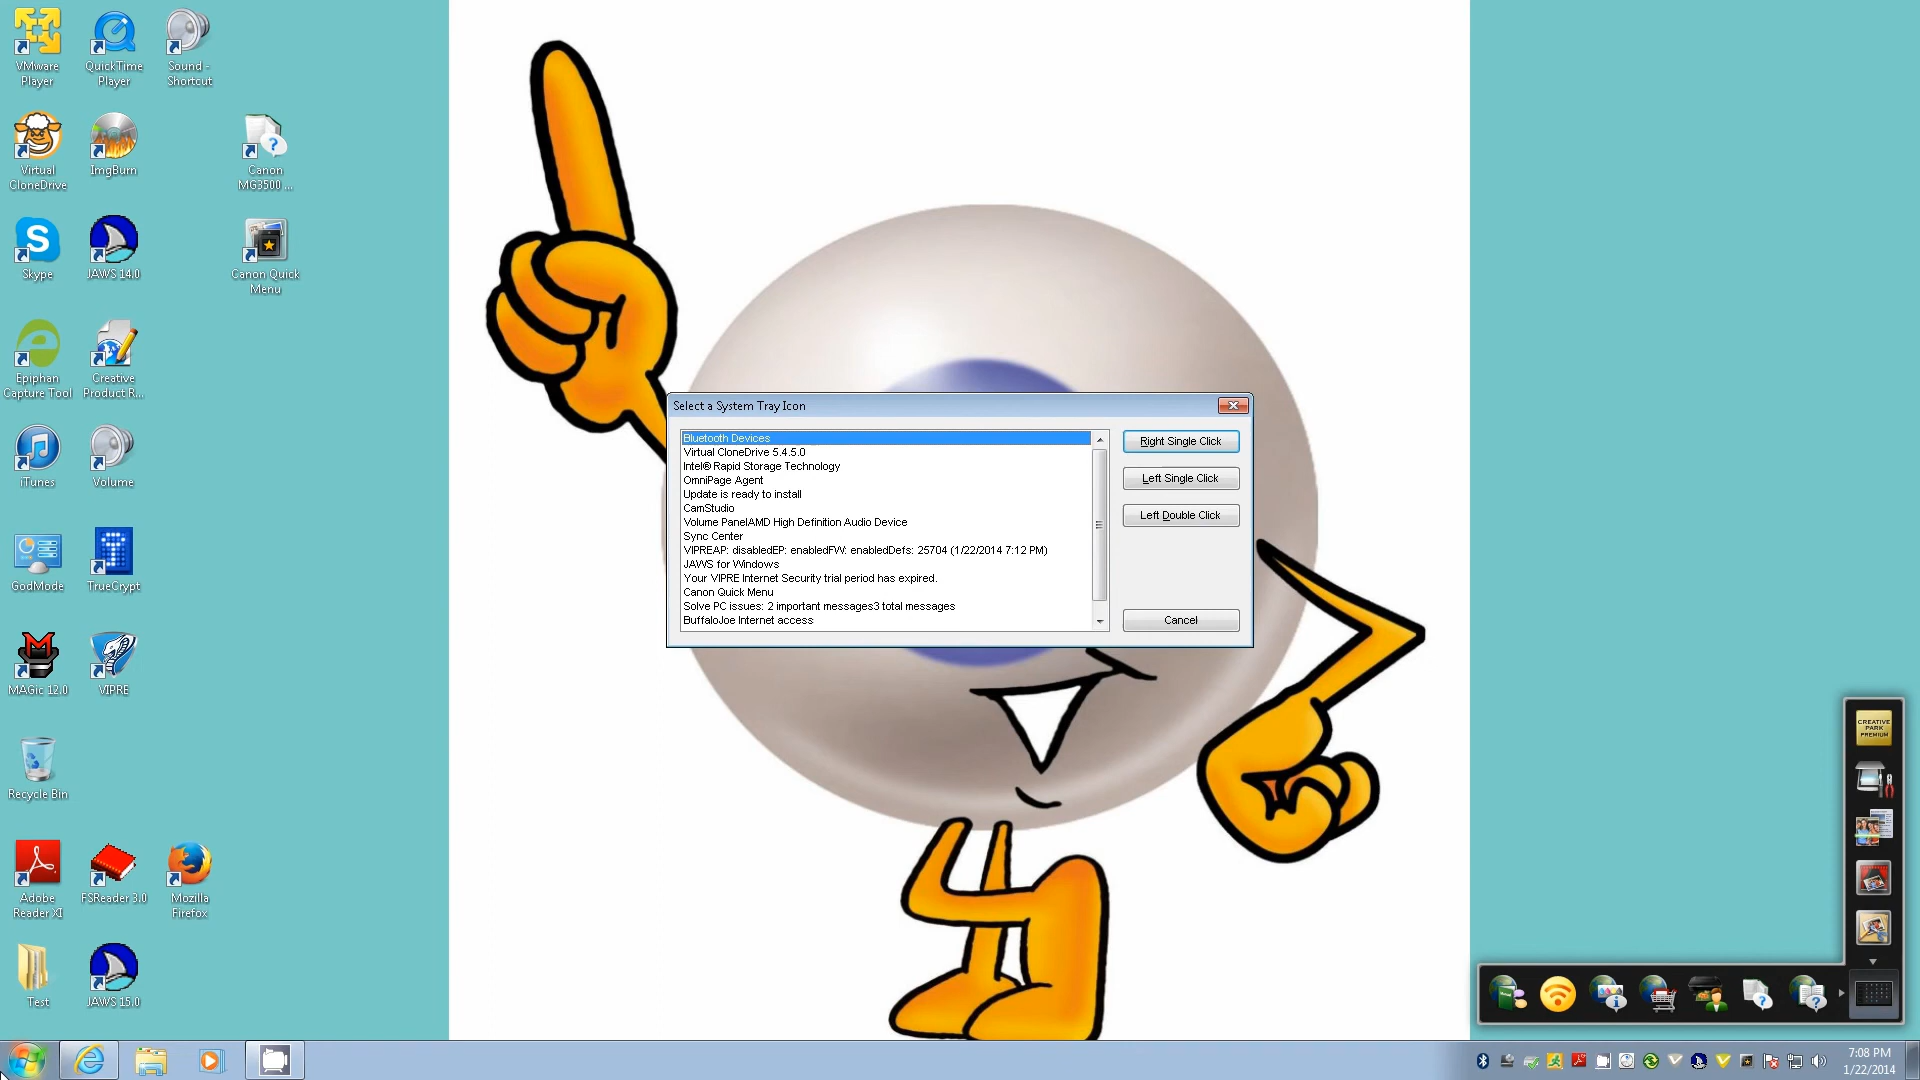 VMware
Player
QuickTime
Player
Sound -
Shortcut
Virtual
CloneDrive
ImgBurn
Canon
MG3500 ...
Skype
JAWS 14.0
Canon Quick
Menu
Epiphan
Capture Tool
Creative
Product R...
iTunes
Volume
GodMode
TrueCrypt
MAGic 12.0
VIPRE
Recycle Bin
Adobe
Reader XI
FSReader 3.0
Mozilla
Firefox
Test
JAWS 15.0
Select a System Tray Icon
Bluetooth Devices
Virtual CloneDrive 5.4.5.0
Intel® Rapid Storage Technology
OmniPage Agent
Update is ready to install
CamStudio
Volume PanelAMD High Definition Audio Device
Sync Center
VIPREAP: disabledEP: enabledFW: enabledDefs: 25704 (1/22/2014 7:12 PM)
JAWS for Windows
Your VIPRE Internet Security trial period has expired.
Canon Quick Menu
Solve PC issues: 2 important messages3 total messages
BuffaloJoe Internet access
Right Single Click
Left Single Click
Left Double Click
Cancel
CREATIVE
PARK
PREMIUM
7:08 PM
1/22/2014